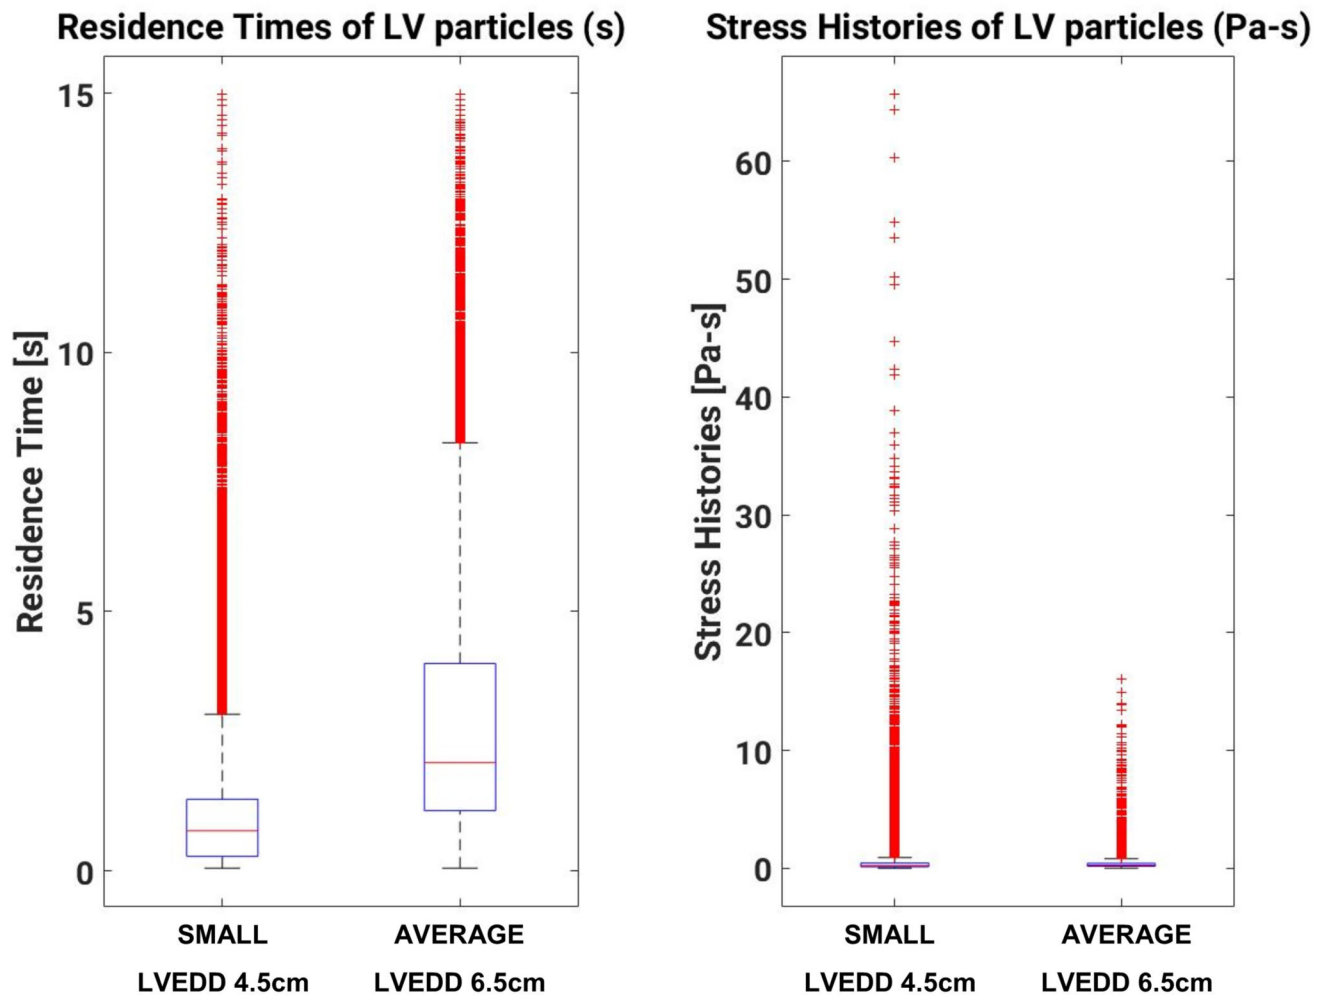 Residence Times of LV particles (s)
Residence Time [s]
15
10
5
0
SMALL
AVERAGE
LVEDD 4.5cm
LVEDD 6.5cm
Stress Histories of LV particles (Pa-s)
Stress Histories [Pa-s]
60
50
40
30
20
10
0
SMALL
AVERAGE
LVEDD 4.5cm
LVEDD 6.5cm